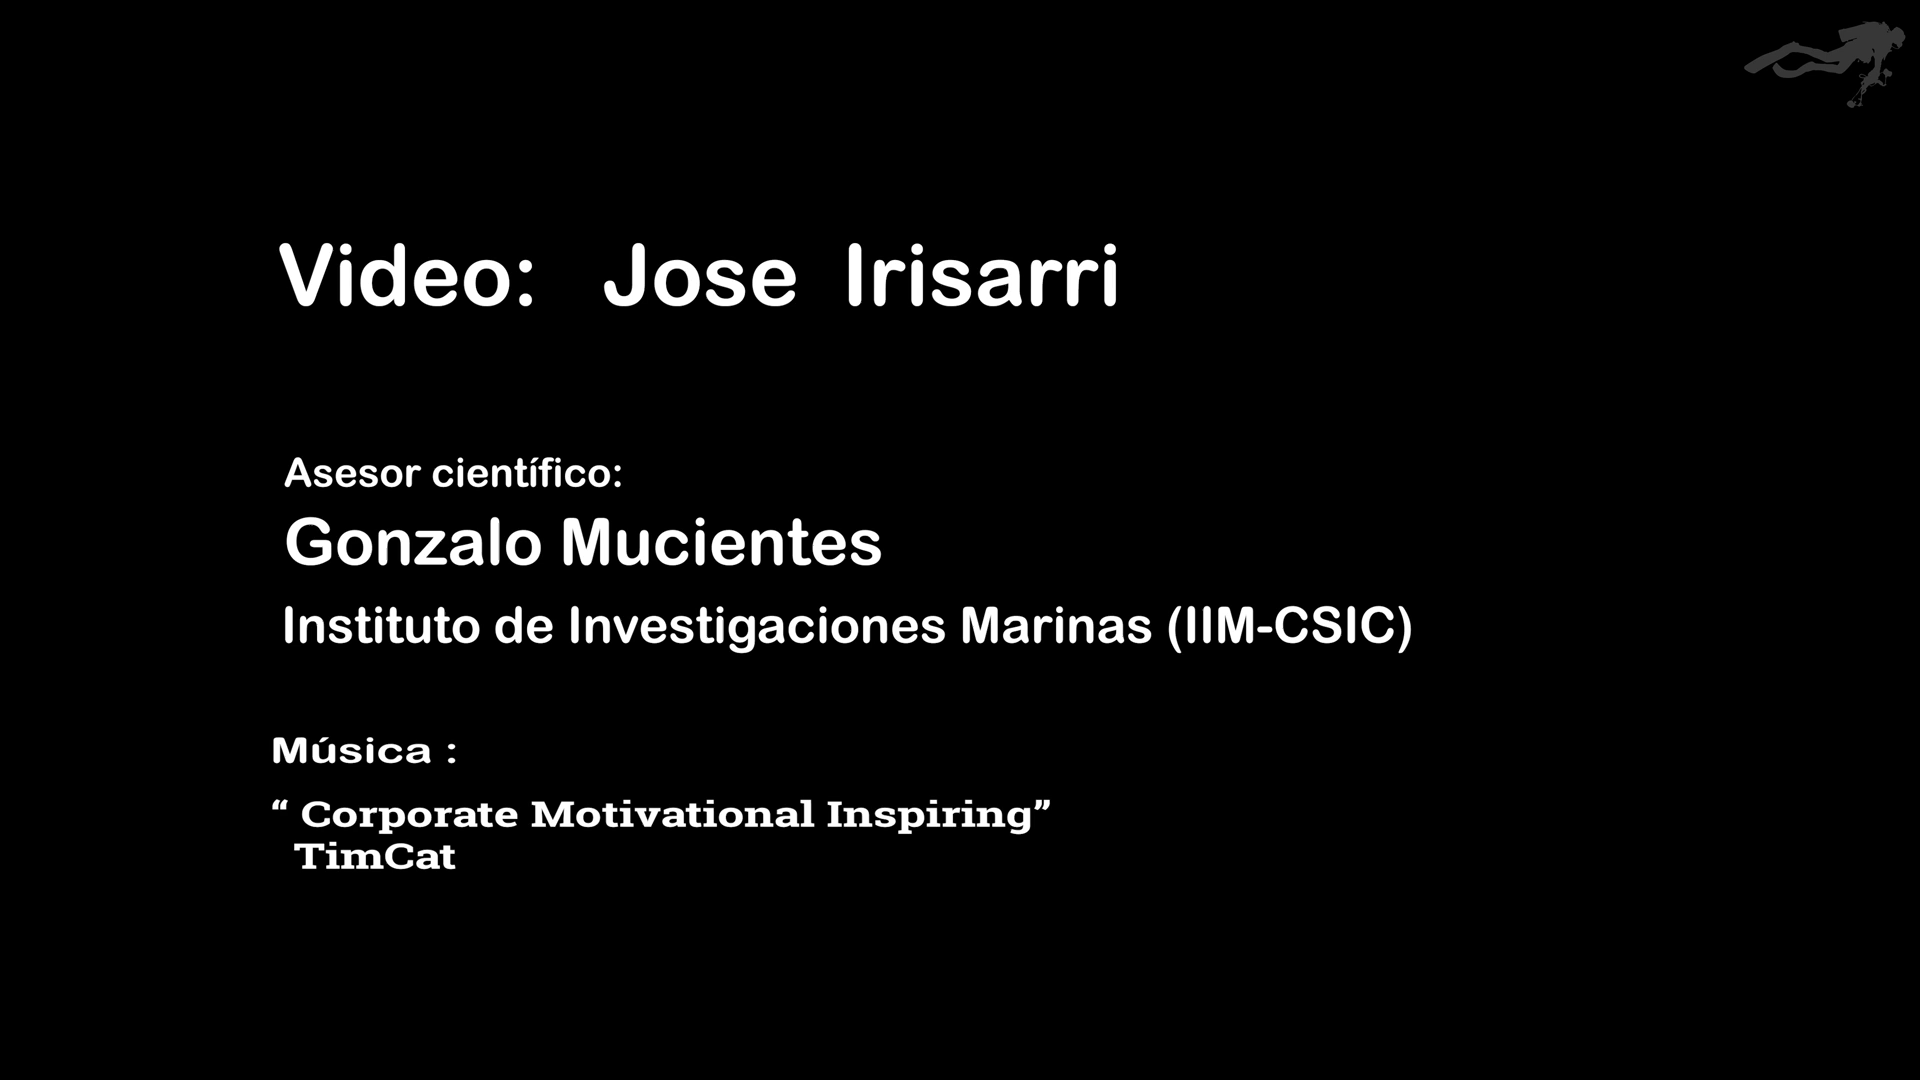 Video: Jose Irisarri
Asesor científico:
Gonzalo Mucientes
Instituto de Investigaciones Marinas (IIM-CSIC)
Música :
“ Corporate Motivational Inspiring”
TimCat